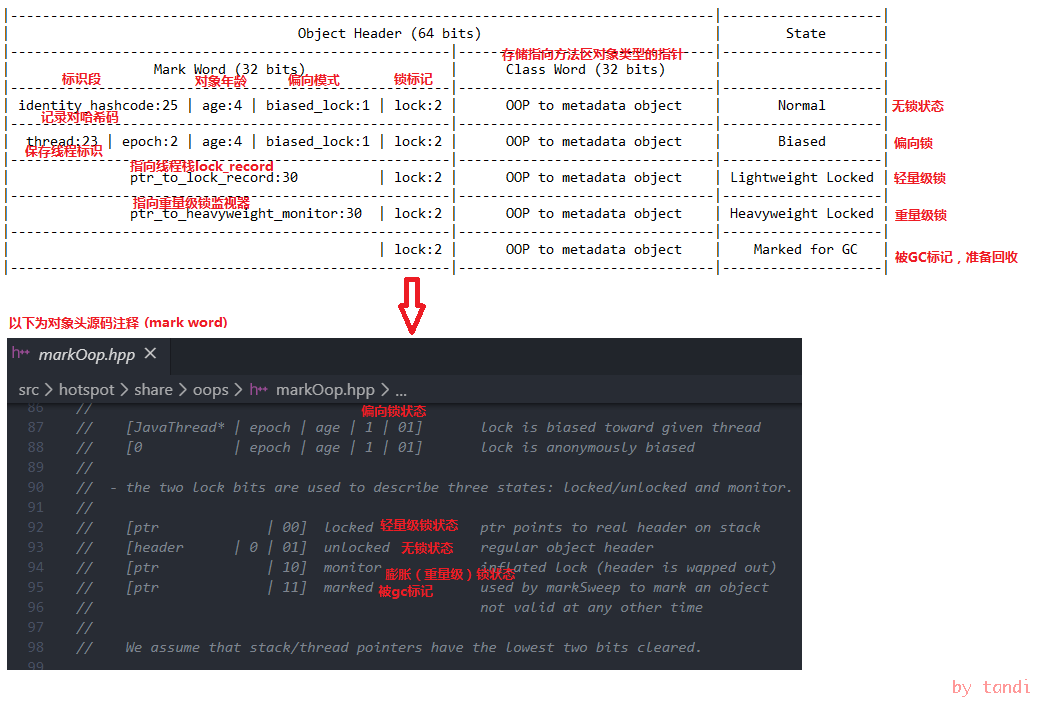 Object Header (64 bits) | State
存储指向方法区对象类型的指针
Mark Word (32 bits) | Class Word (32 bits)
标识段 对象年龄 偏向模式 锁标记
identity_hashcode:25 | age:4 | biased_lock:1 | lock:2 | OOP to metadata object | Normal | 无锁状态
记录对哈希码
thread:23 | epoch:2 | age:4 | biased_lock:1 | lock:2 | OOP to metadata object | Biased | 偏向锁
保存线程标识
指向线程栈lock_record
ptr_to_lock_record:30 | lock:2 | OOP to metadata object | Lightweight Locked | 轻量级锁
指向重量级锁监视器
ptr_to_heavyweight_monitor:30 | lock:2 | OOP to metadata object | Heavyweight Locked | 重量级锁
| lock:2 | OOP to metadata object | Marked for GC | 被GC标记，准备回收
以下为对象头源码注释 (mark word)
h++ markOop.hpp ×
src > hotspot > share > oops > h++ markOop.hpp > ...
86 //
偏向锁状态
87 // [JavaThread* | epoch | age | 1 | 01] lock is biased toward given thread
88 // [0 | epoch | age | 1 | 01] lock is anonymously biased
89 //
90 // - the two lock bits are used to describe three states: locked/unlocked and monitor.
91 //
92 // [ptr | 00] locked 轻量级锁状态 ptr points to real header on stack
93 // [header | 0 | 01] unlocked 无锁状态 regular object header
94 // [ptr | 10] monitor 膨胀（重量级）锁状态 inflated lock (header is wapped out)
95 // [ptr | 11] marked 被gc标记 used by markSweep to mark an object
96 // not valid at any other time
97 //
98 // We assume that stack/thread pointers have the lowest two bits cleared.
99
by tandi